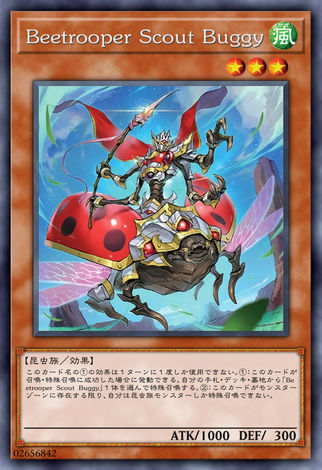 Beetrooper Scout Buggy 風
【昆虫族／効果】
このカード名の①の効果は１ターンに１度しか使用できない。①：このカードが
召喚・特殊召喚に成功した場合に発動できる。自分の手札・デッキ・墓地から「Be
etrooper Scout Buggy」１体を選んで特殊召喚する。②：このカードがモンスター
ゾーンに存在する限り、自分は昆虫族モンスターしか特殊召喚できない。
ATK/1000 DEF/ 300
02656842